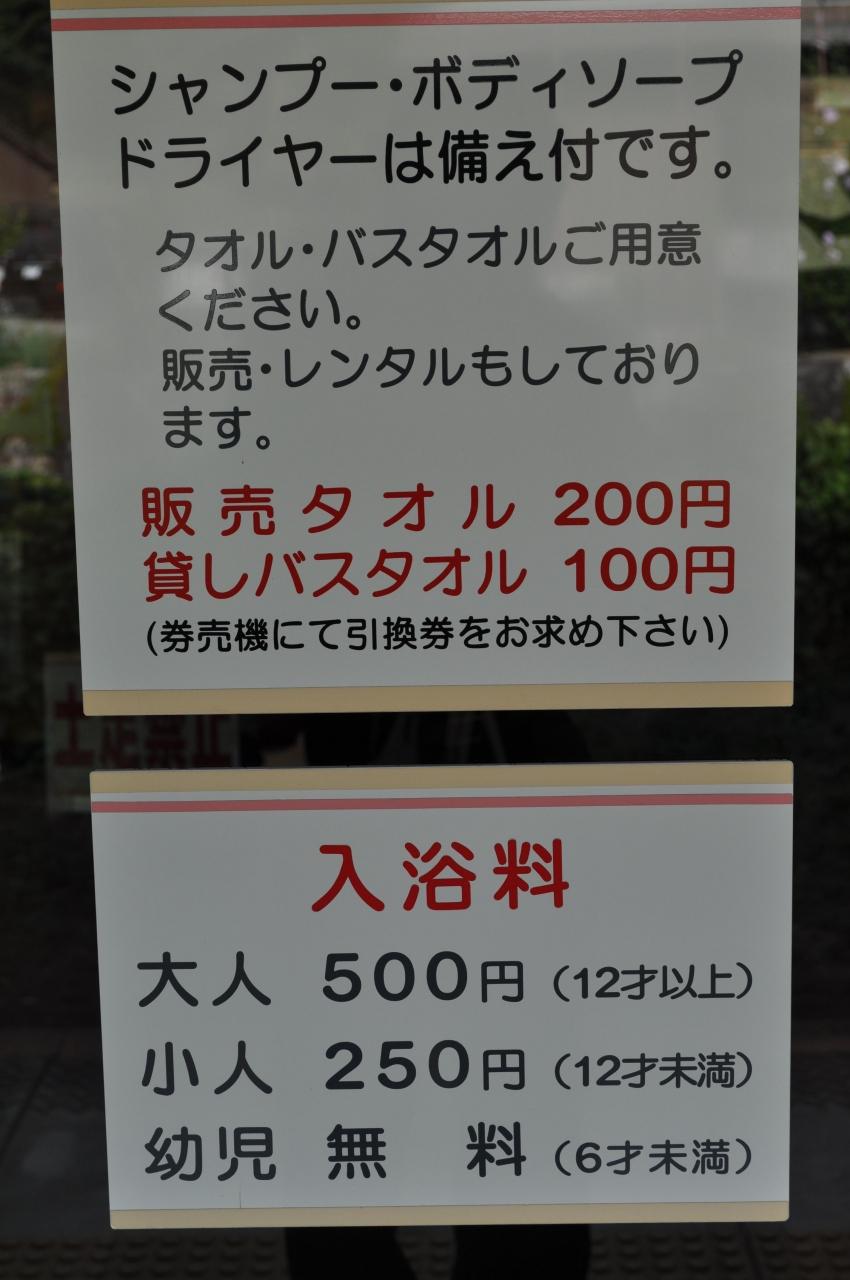 シャンプー・ボディソープ
ドライヤーは備え付です。
タオル・バスタオルご用意
ください。
販売・レンタルもしており
ます。
販売タオル 200円
貸しバスタオル 100円
(券売機にて引換券をお求め下さい)
土足禁止
入浴料
大人 500円 (12才以上)
小人 250円 (12才未満)
幼児 無 料 (6才未満)